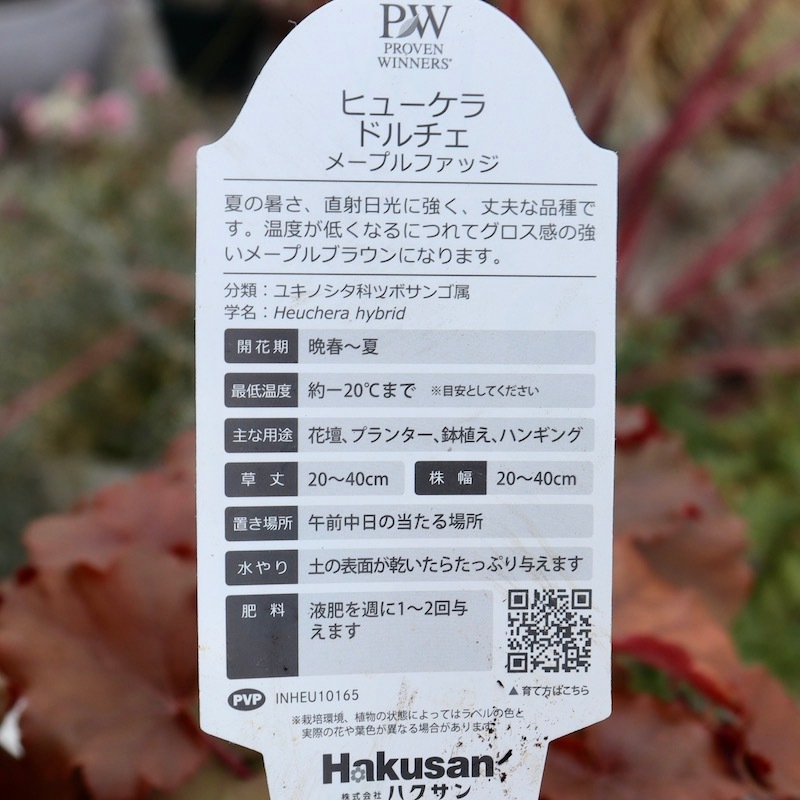 PW
PROVEN
WINNERS®
ヒューケラ
ドルチェ
メープルファッジ
夏の暑さ、直射日光に強く、丈夫な品種で
す。温度が低くなるにつれてグロス感の強
いメープルブラウンになります。
分類：ユキノシタ科ツボサンゴ属
学名：Heuchera hybrid
開花期 晩春〜夏
最低温度 約ー20℃まで ※目安としてください
主な用途 花壇、プランター、鉢植え、ハンギング
草丈 20〜40cm 株幅 20〜40cm
置き場所 午前中日の当たる場所
水やり 土の表面が乾いたらたっぷり与えます
肥料 液肥を週に1〜2回与
えます
▲育て方はこちら
PVP INHEU10165
※栽培環境、植物の状態によってはラベルの色と
実際の花や葉色が異なる場合があります。
Hakusan
株式会社ハクサン